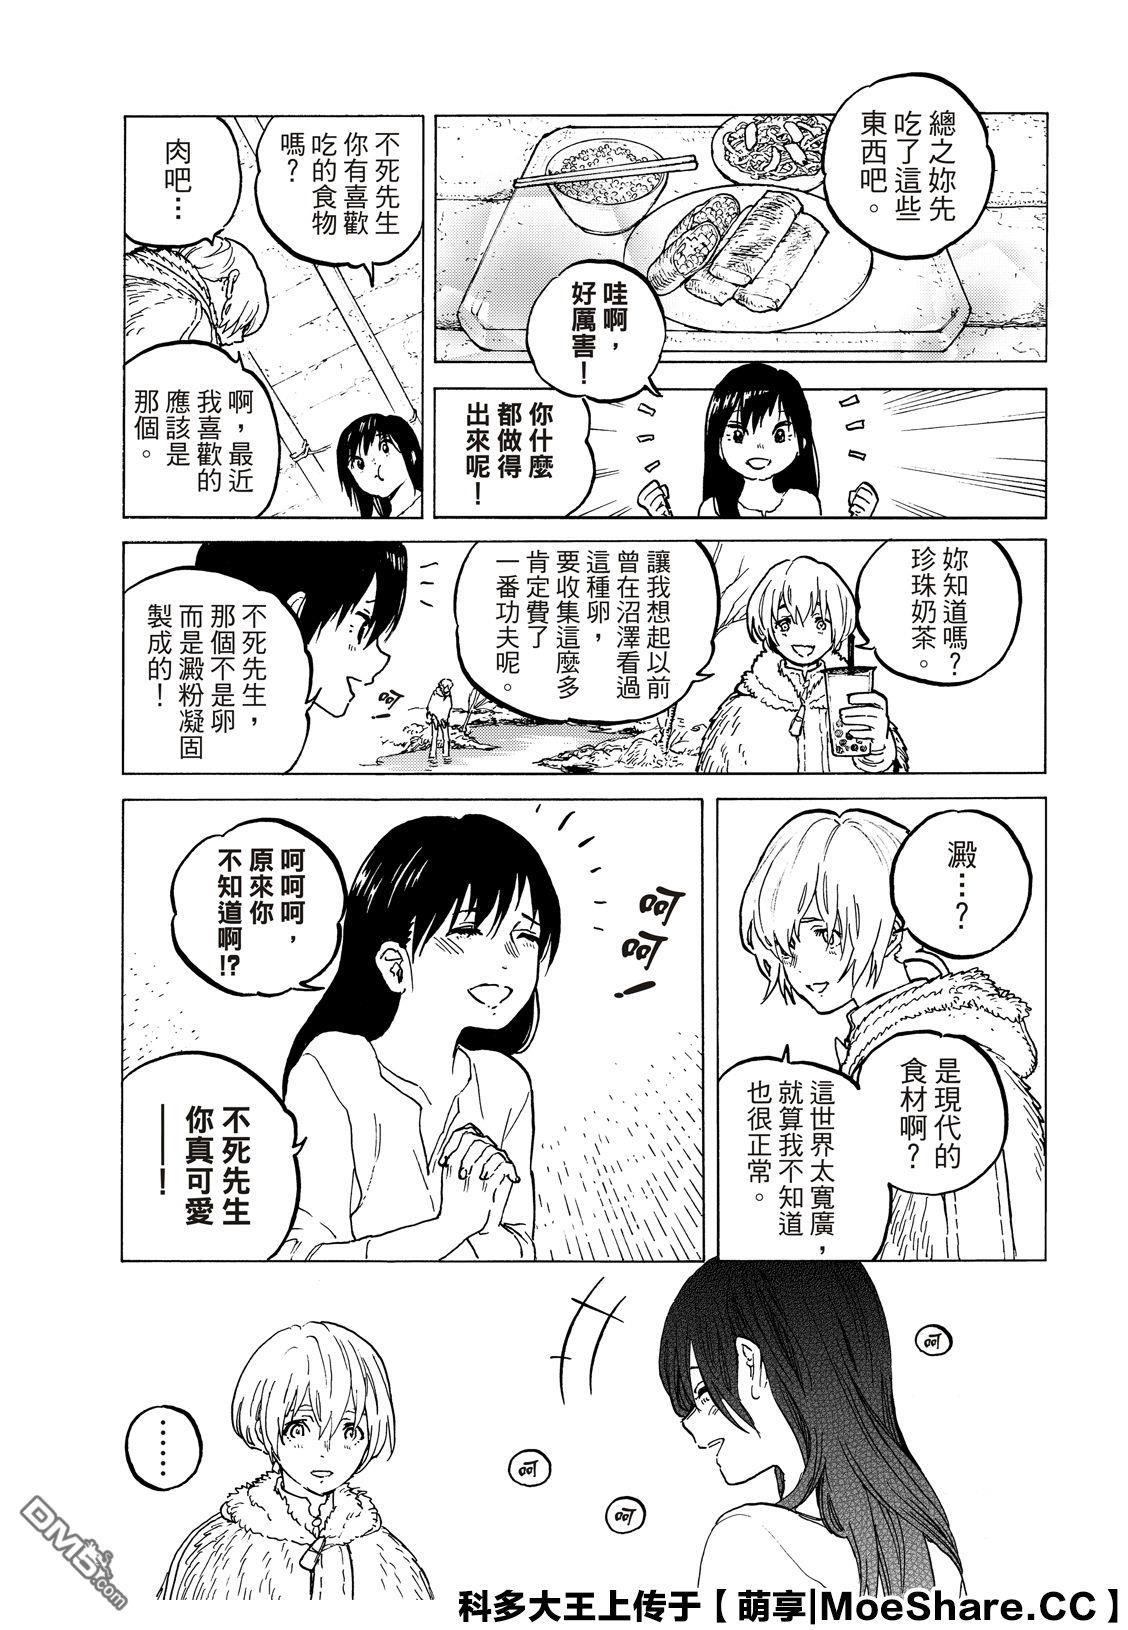 總之妳先
吃了這些
東西吧。
哇啊，
好厲害！
不死先生
你有喜歡
吃的食物
嗎？
肉吧…
啊，最近
我喜歡的
應該是
那個。
你什麼
都做得
出來呢！
妳知道嗎？
珍珠奶茶。
讓我想起以前
曾在沼澤看過
這種卵，
要收集這麼多
肯定費了
一番功夫呢。
呵
不死先生，
那個不是卵
而是澱粉凝固
製成的！
澱…？
是現代的
食材啊？
這世界太寬廣，
就算我不知道
也很正常。
呵
呵
呵呵呵，
原來你
不知道啊!?
不死先生
你真可愛
——！
呵
呵
呵
……
DM5.com
科多大王上传于【萌享|MoeShare.CC】